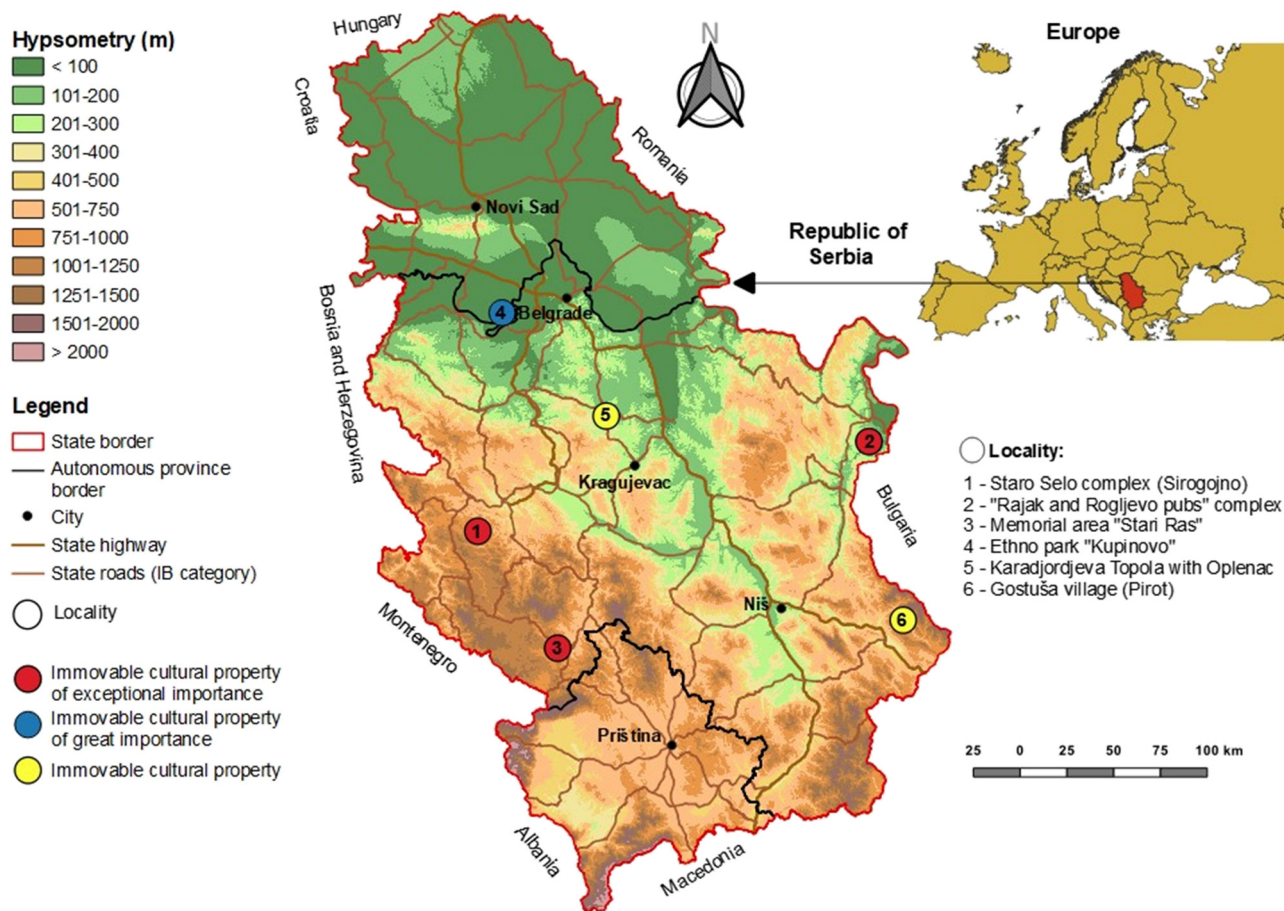 Hypsometry (m)
< 100
101-200
201-300
301-400
401-500
501-750
751-1000
1001-1250
1251-1500
1501-2000
> 2000
Legend
State border
Autonomous province
border
City
State highway
State roads (IB category)
Locality
Immovable cultural property
of exceptional importance
Immovable cultural property
of great importance
Immovable cultural property
Hungary
Croatia
Romania
Bosnia and Herzegovina
Montenegro
Albania
Macedonia
Bulgaria
Novi Sad
Belgrade
Kragujevac
Niš
Priština
4
5
2
1
3
6
N
Europe
Republic of
Serbia
Locality:
1 - Staro Selo complex (Sirogojno)
2 - "Rajak and Rogljevo pubs" complex
3 - Memorial area "Stari Ras"
4 - Ethno park "Kupinovo"
5 - Karadjordjeva Topola with Oplenac
6 - Gostuša village (Pirot)
25 0 25 50 75 100 km